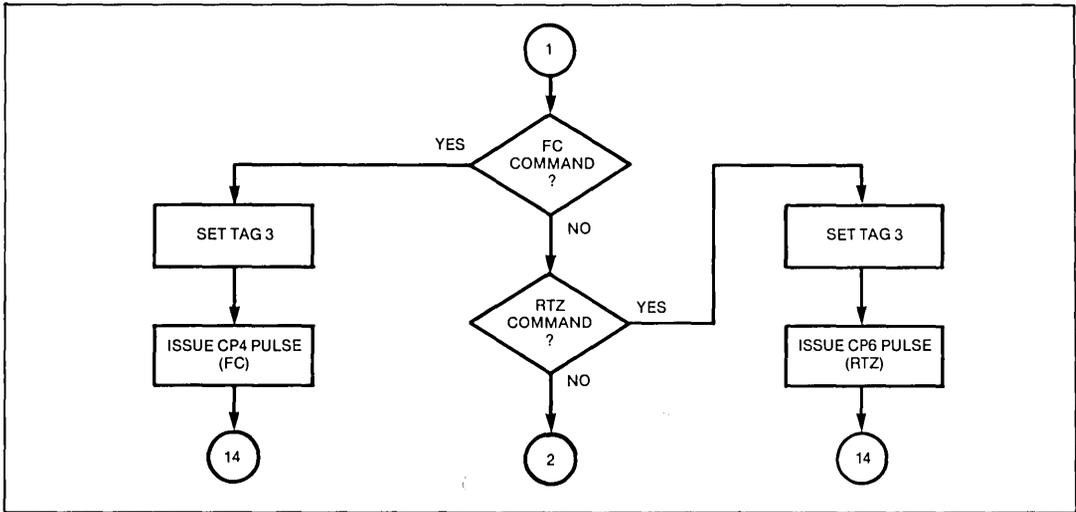 1
YES
FC
COMMAND
?
SET TAG 3
SET TAG 3
NO
RTZ
COMMAND
?
YES
ISSUE CP4 PULSE
(FC)
ISSUE CP6 PULSE
(RTZ)
NO
14
2
14